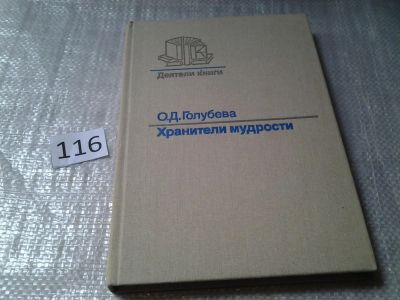 Деятели книги
О.Д.Голубева
Хранители мудрости
116